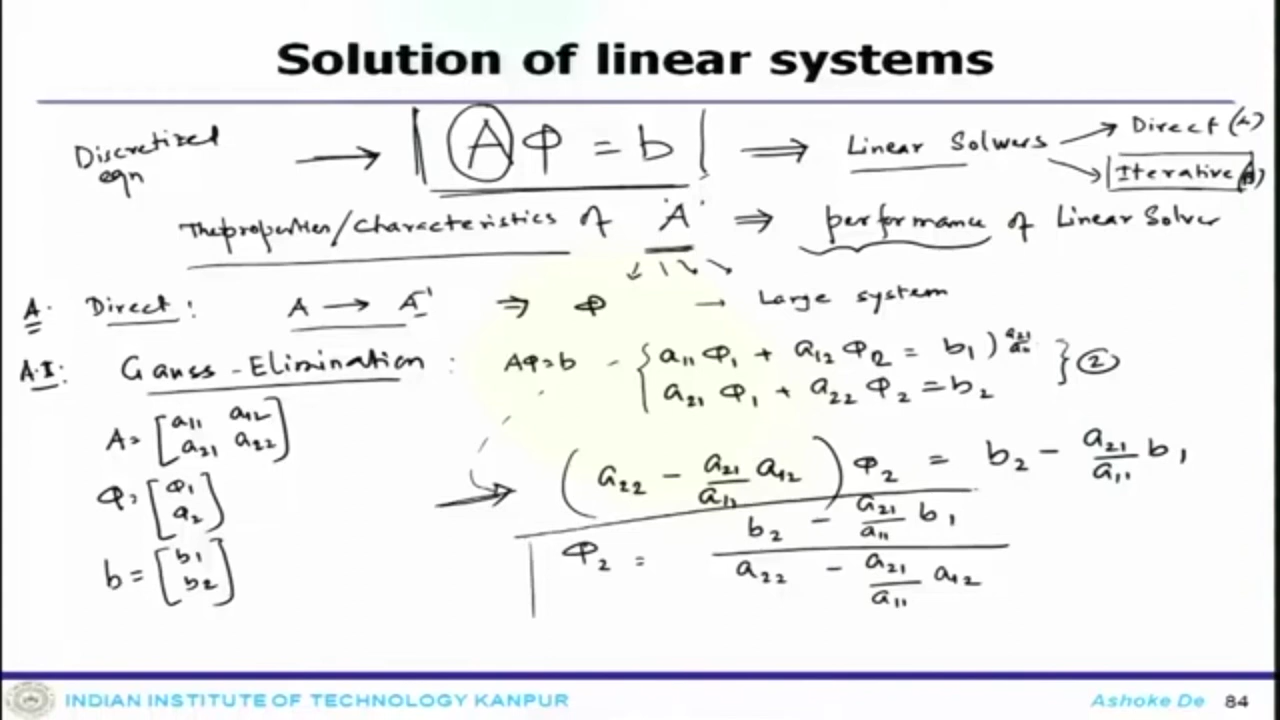 Solution of linear systems
Discretized eqn → | A Φ = b | ⇒ Linear Solvers → Direct (A)
→ Iterative (B)
The properties/characteristics of 'A' ⇒ performance of Linear Solver
A. Direct: A → A⁻¹ ⇒ Φ → Large system
A.I: Gauss-Elimination: AΦ=b - { a₁₁ Φ₁ + a₁₂ Φ₂ = b₁ ) a₂₁/a₁₁
a₂₁ Φ₁ + a₂₂ Φ₂ = b₂ } ②
A = [a₁₁ a₁₂
a₂₁ a₂₂]
Φ = [Φ₁
a₂]
b = [b₁
b₂]
→ (a₂₂ - a₂₁/a₁₁ a₁₂) Φ₂ = b₂ - a₂₁/a₁₁ b₁
Φ₂ = (b₂ - a₂₁/a₁₁ b₁) / (a₂₂ - a₂₁/a₁₁ a₁₂)
INDIAN INSTITUTE OF TECHNOLOGY KANPUR
Ashoke De 84